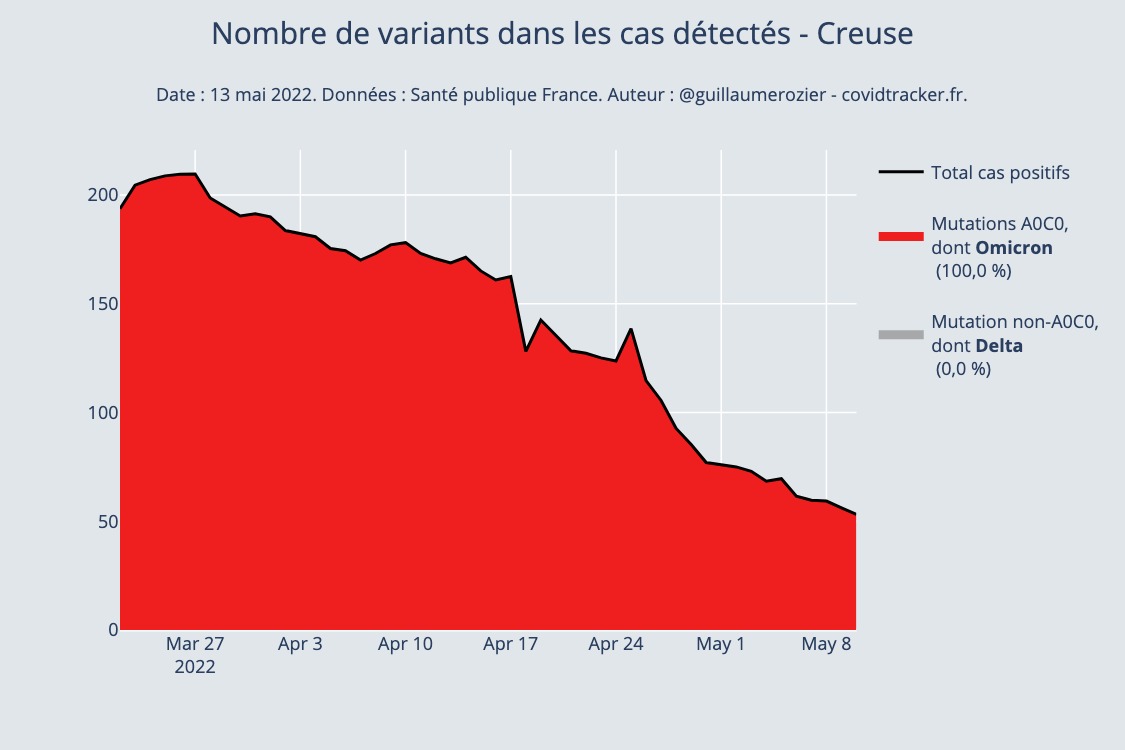 Nombre de variants dans les cas détectés - Creuse
Date : 13 mai 2022. Données : Santé publique France. Auteur : @guillaumerozier - covidtracker.fr.
Total cas positifs
Mutations A0C0,
dont Omicron
(100,0 %)
Mutation non-A0C0,
dont Delta
(0,0 %)
200
150
100
50
0
Mar 27
2022
Apr 3
Apr 10
Apr 17
Apr 24
May 1
May 8